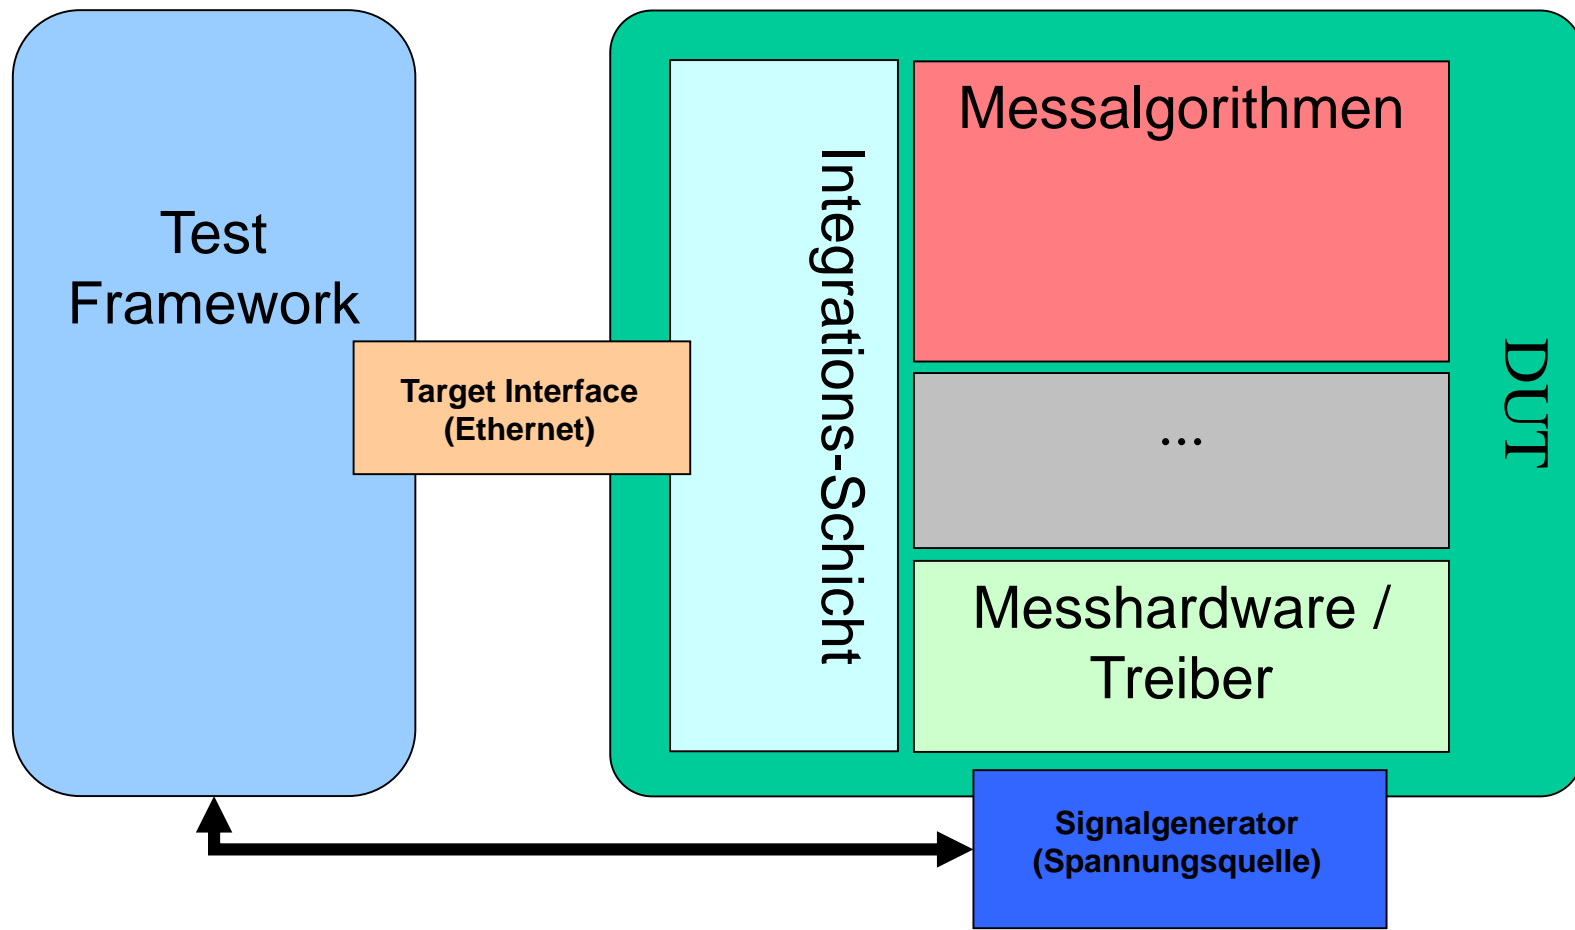 Test
Framework
Target Interface
(Ethernet)
Integrations-Schicht
Messalgorithmen
...
Messhardware /
Treiber
DUT
Signalgenerator
(Spannungsquelle)